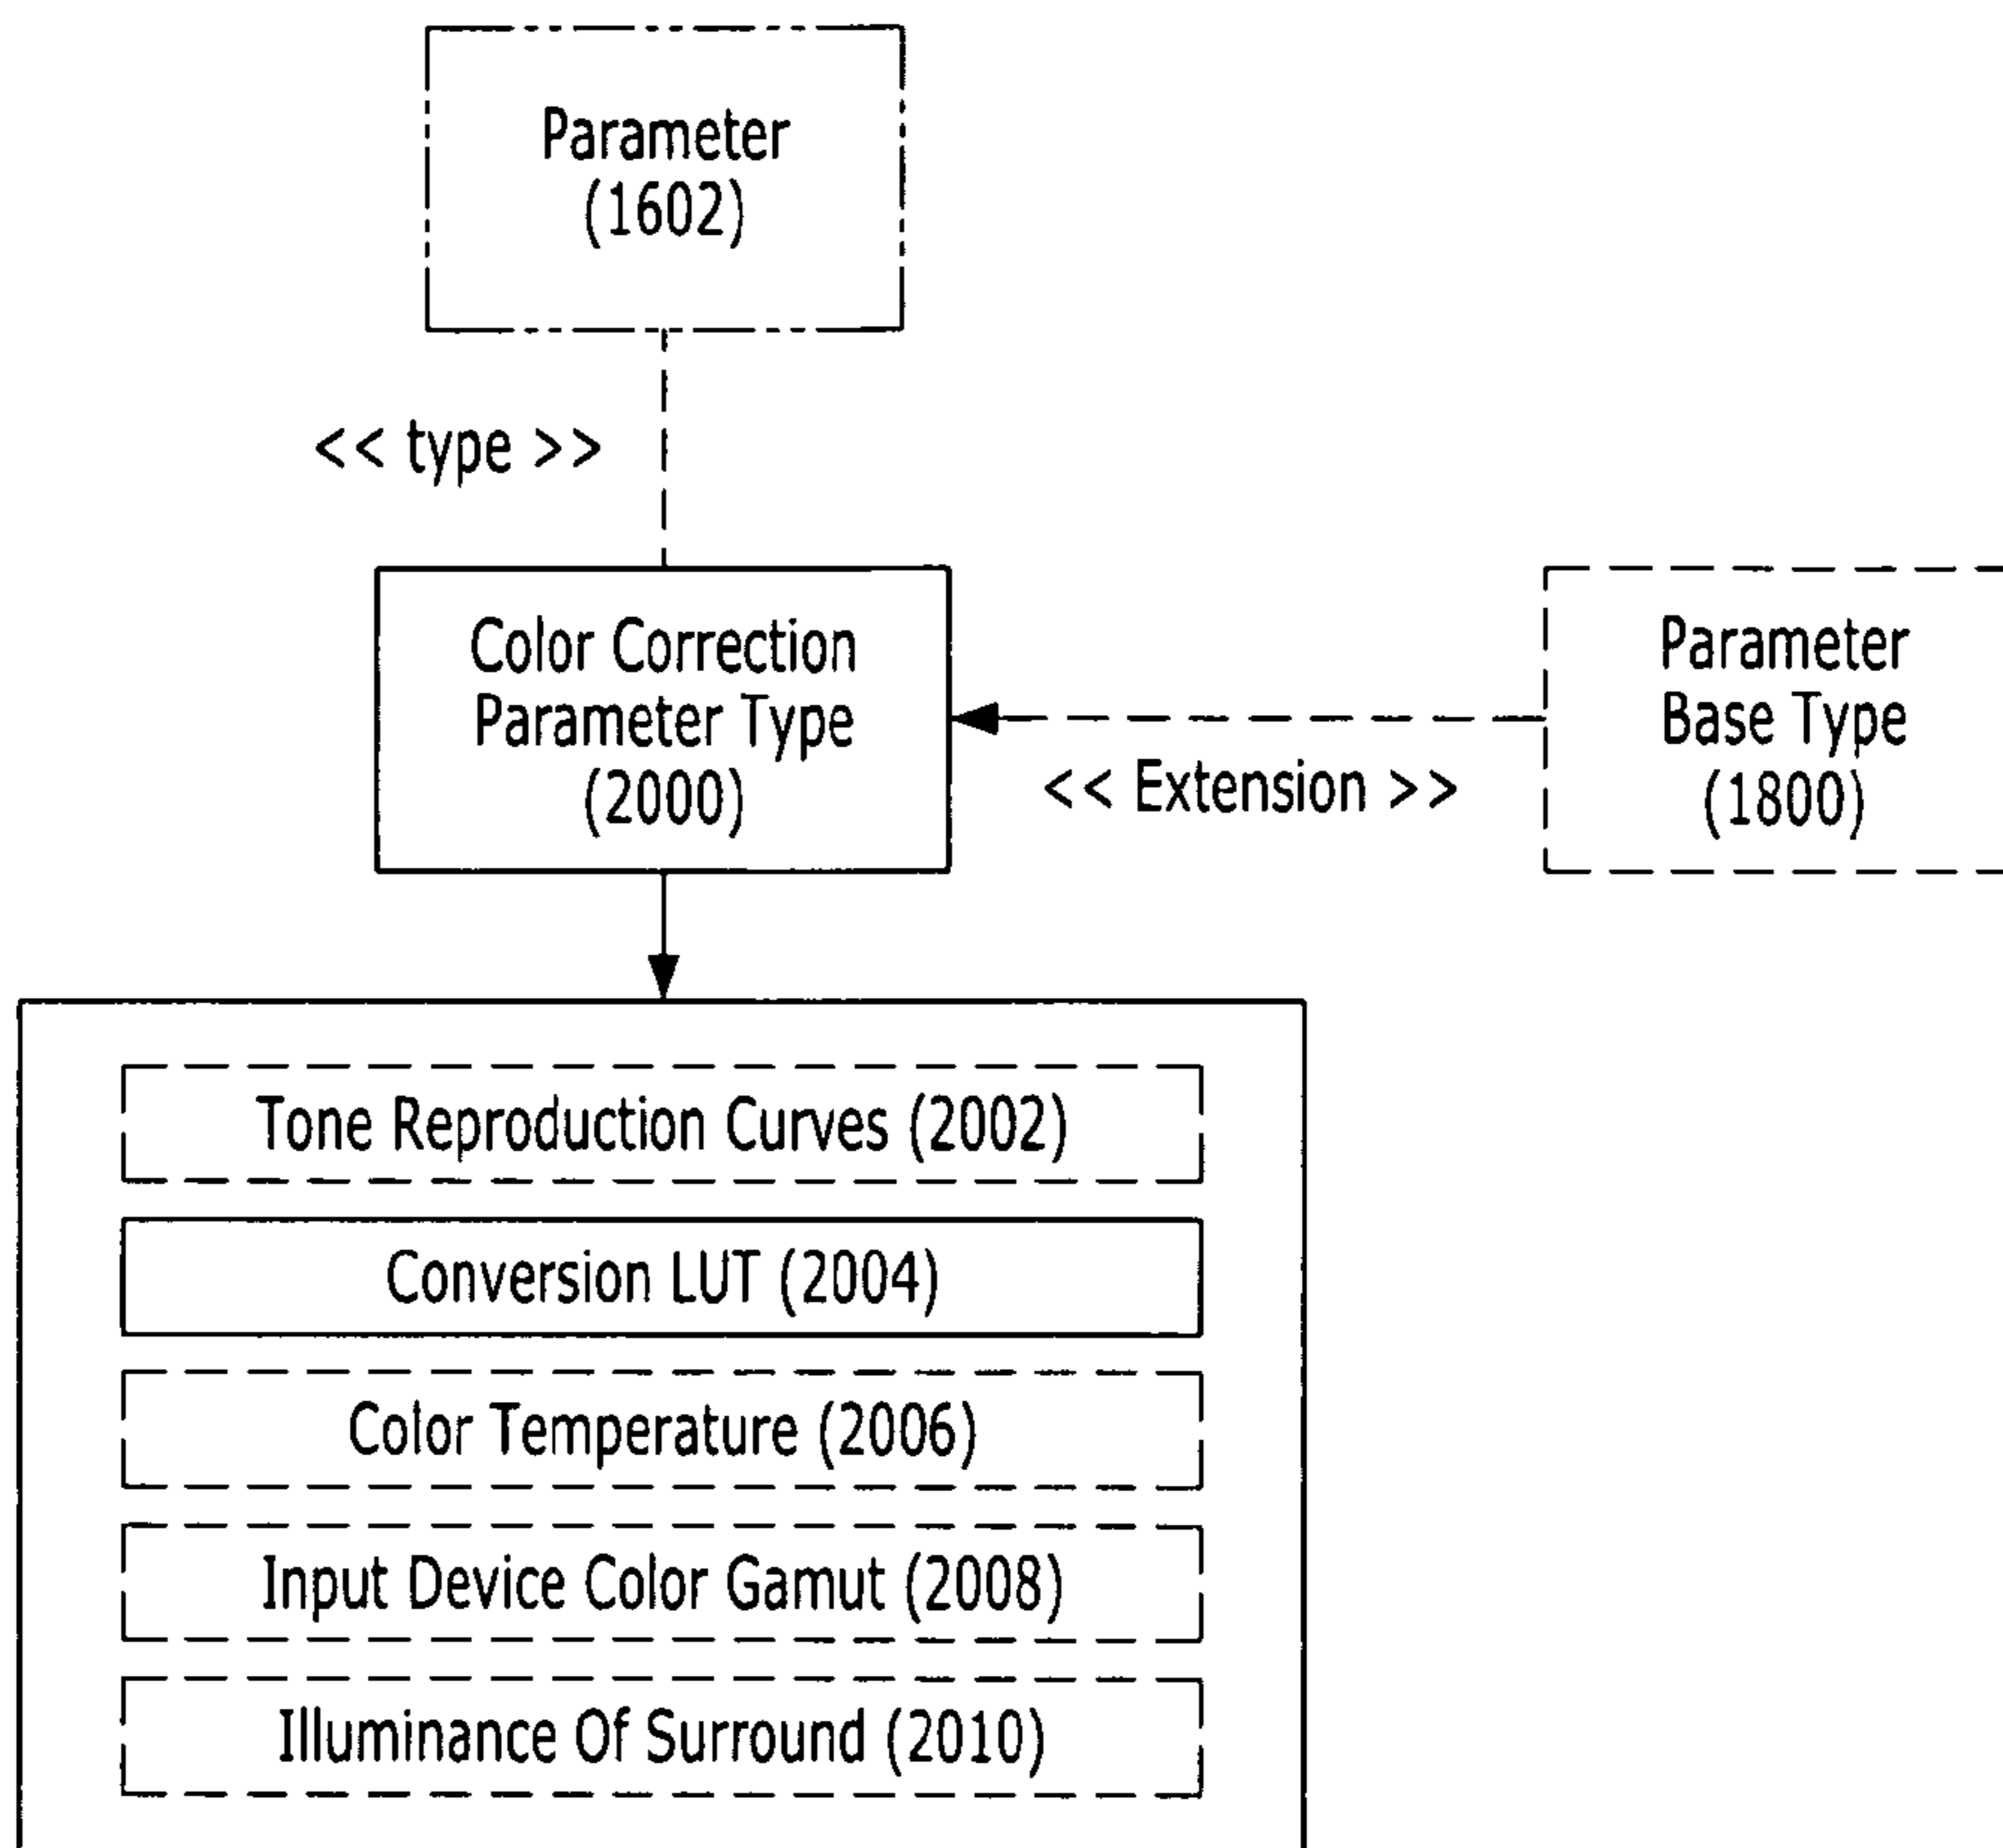 Parameter
(1602)
<< type >>
Color Correction
Parameter Type
(2000)
Parameter
Base Type
(1800)
<< Extension >>
Tone Reproduction Curves (2002)
Conversion LUT (2004)
Color Temperature (2006)
Input Device Color Gamut (2008)
Illuminance Of Surround (2010)